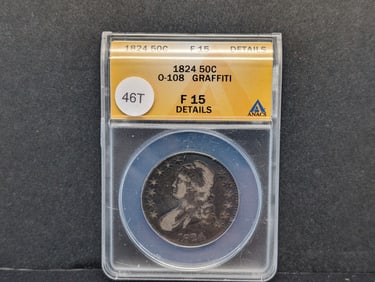 1824 50C F 15 DETAILS
1824 50C
O-108 GRAFFITI
46T
F 15
DETAILS
ANACS
1824